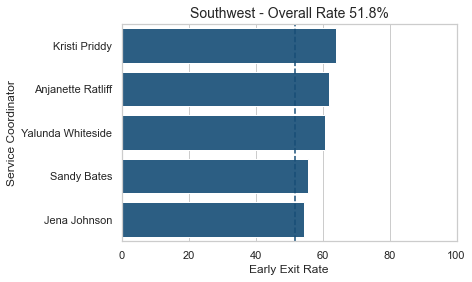 Southwest - Overall Rate 51.8%
Service Coordinator
Kristi Priddy
Anjanette Ratliff
Yalunda Whiteside
Sandy Bates
Jena Johnson
0 20 40 60 80 100
Early Exit Rate